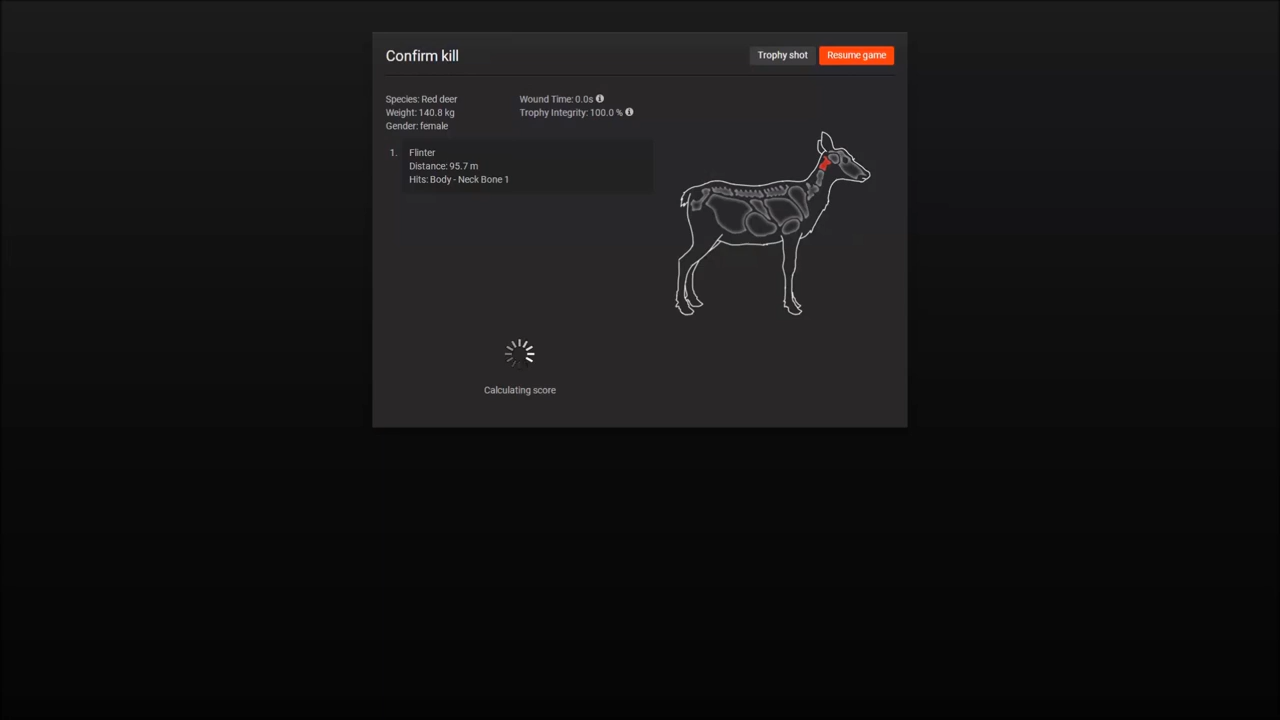 Confirm kill
Trophy shot
Resume game
Species: Red deer
Weight: 140.8 kg
Gender: female
Wound Time: 0.0s
Trophy Integrity: 100.0 %
1.
Flinter
Distance: 95.7 m
Hits: Body - Neck Bone 1
Calculating score